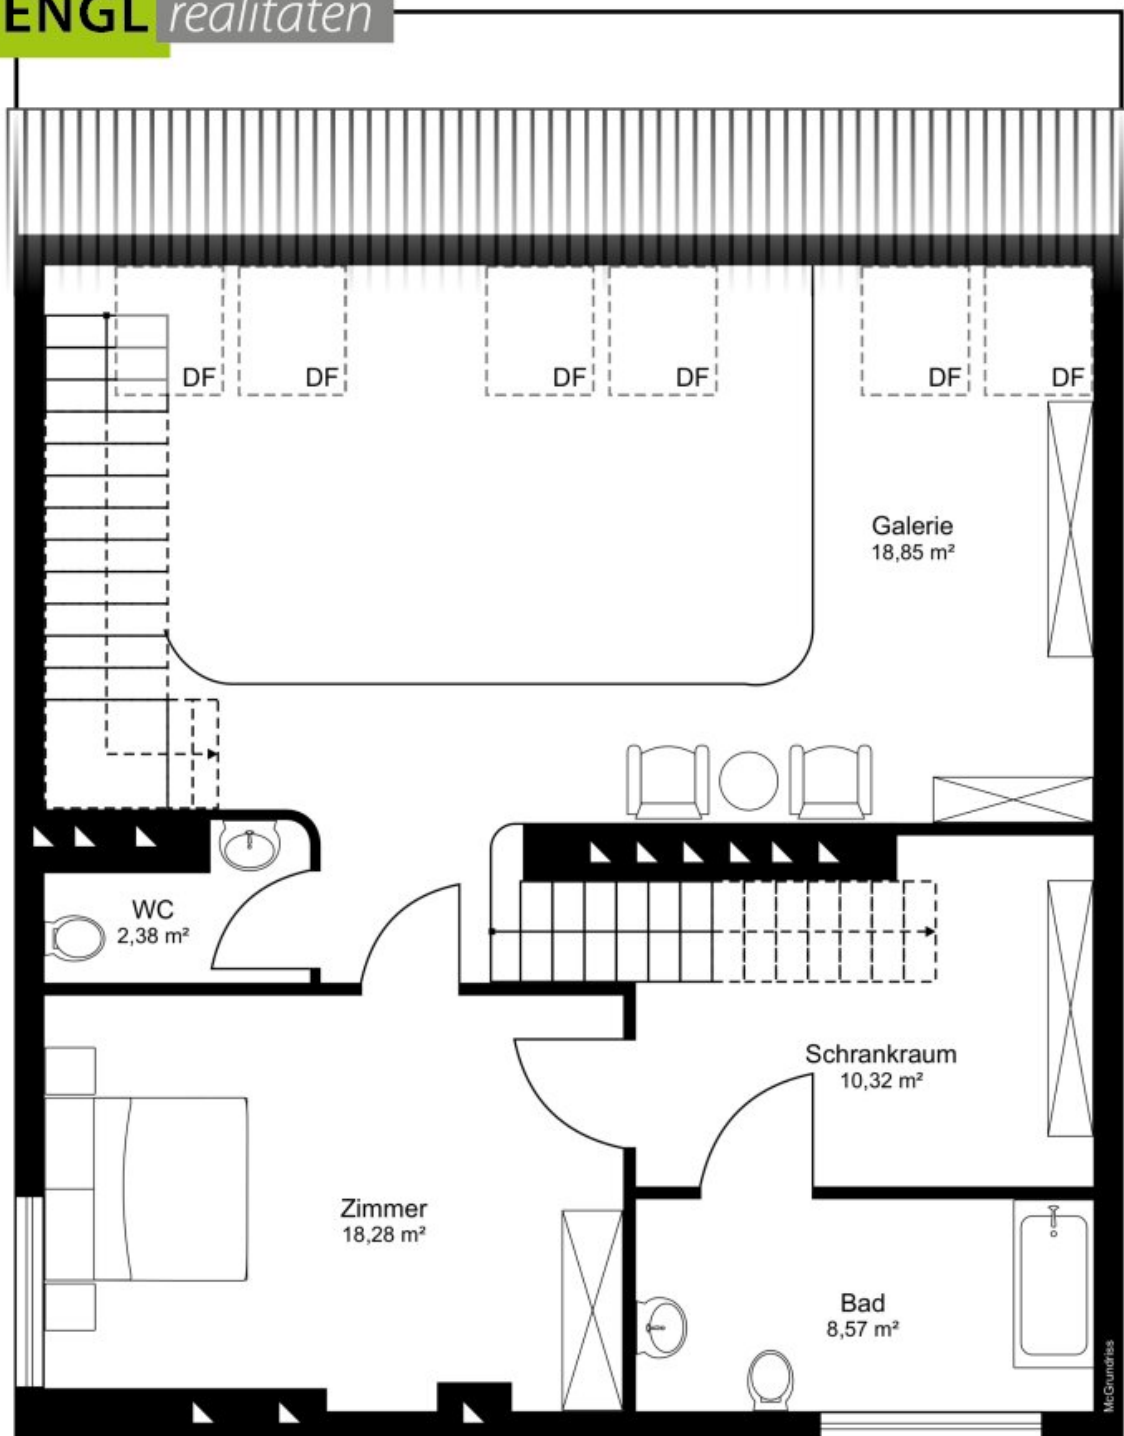 ENGL realitäten
DF DF DF DF DF DF
Galerie
18,85 m²
WC
2,38 m²
Schrankraum
10,32 m²
Zimmer
18,28 m²
Bad
8,57 m²
McGrundriss